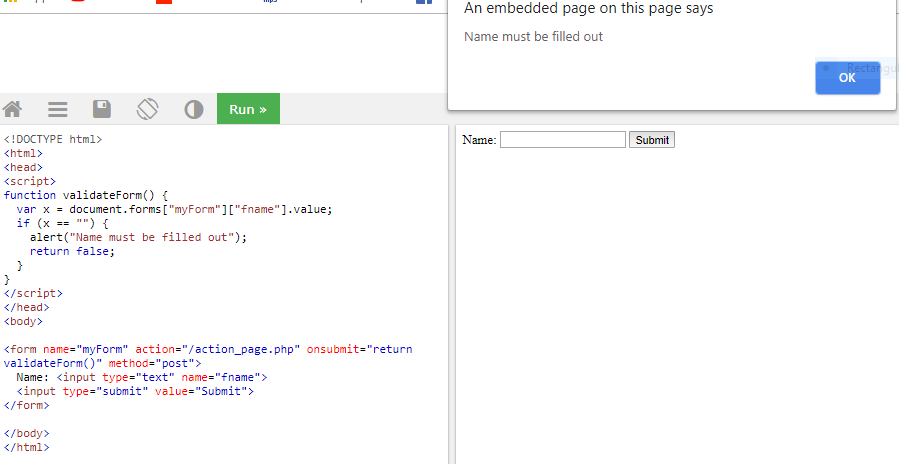 An embedded page on this page says
Name must be filled out
OK
Run »
<!DOCTYPE html>
<html>
<head>
<script>
function validateForm() {
  var x = document.forms["myForm"]["fname"].value;
  if (x == "") {
    alert("Name must be filled out");
    return false;
  }
}
</script>
</head>
<body>
<form name="myForm" action="/action_page.php" onsubmit="return
validateForm()" method="post">
  Name: <input type="text" name="fname">
  <input type="submit" value="Submit">
</form>
</body>
</html>
Name: Submit